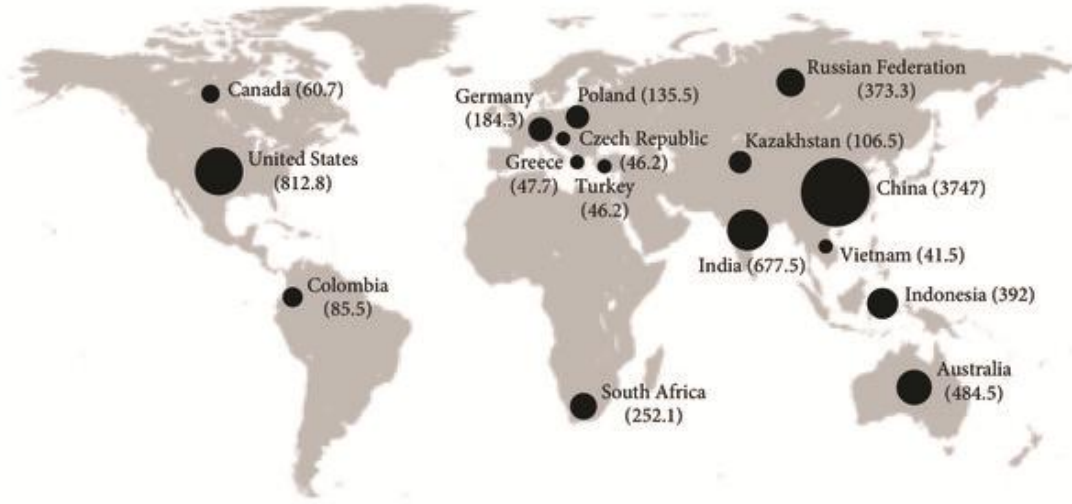 Canada (60.7)
United States
(812.8)
Colombia
(85.5)
Germany
(184.3)
Poland (135.5)
Czech Republic
(46.2)
Greece
(47.7)
Turkey
(46.2)
Russian Federation
(373.3)
Kazakhstan (106.5)
China (3747)
India (677.5)
Vietnam (41.5)
Indonesia (392)
South Africa
(252.1)
Australia
(484.5)